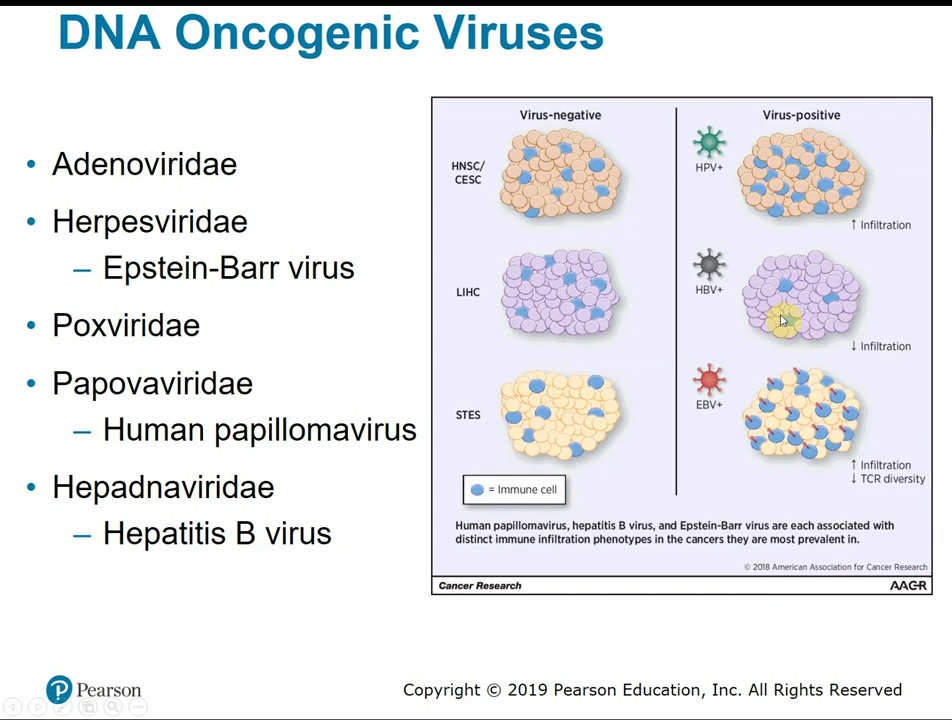 DNA Oncogenic Viruses
• Adenoviridae
• Herpesviridae
– Epstein-Barr virus
• Poxviridae
• Papovaviridae
– Human papillomavirus
• Hepadnaviridae
– Hepatitis B virus
Virus-negative
Virus-positive
HNSC/
CESC
HPV+
↑ Infiltration
LIHC
HBV+
↓ Infiltration
STES
EBV+
↑ Infiltration
↓ TCR diversity
= Immune cell
Human papillomavirus, hepatitis B virus, and Epstein-Barr virus are each associated with
distinct immune infiltration phenotypes in the cancers they are most prevalent in.
© 2018 American Association for Cancer Research
Cancer Research
AACR
P Pearson
Copyright © 2019 Pearson Education, Inc. All Rights Reserved